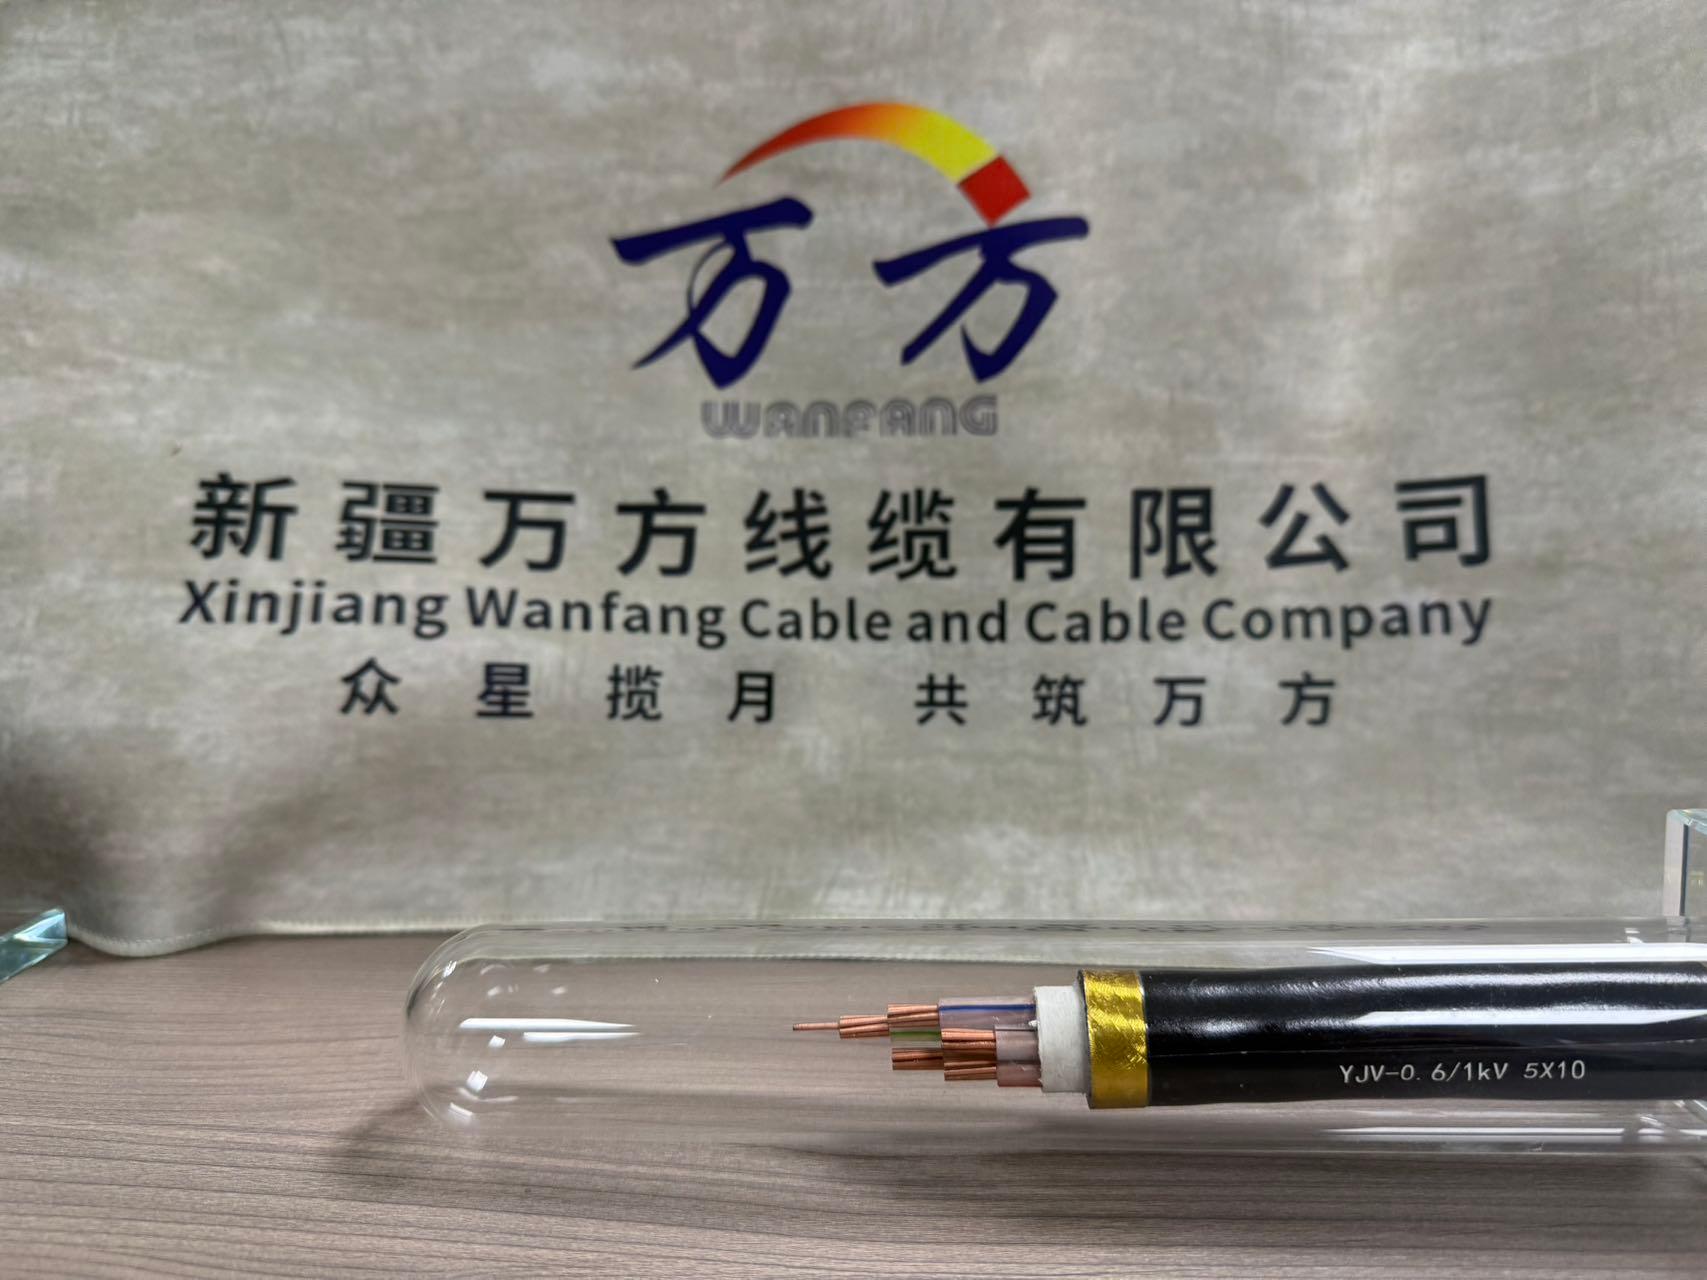 万方
WANFANG
新疆万方线缆有限公司
Xinjiang Wanfang Cable and Cable Company
众星揽月 共筑万方
YJV-0.6/1kV 5X10